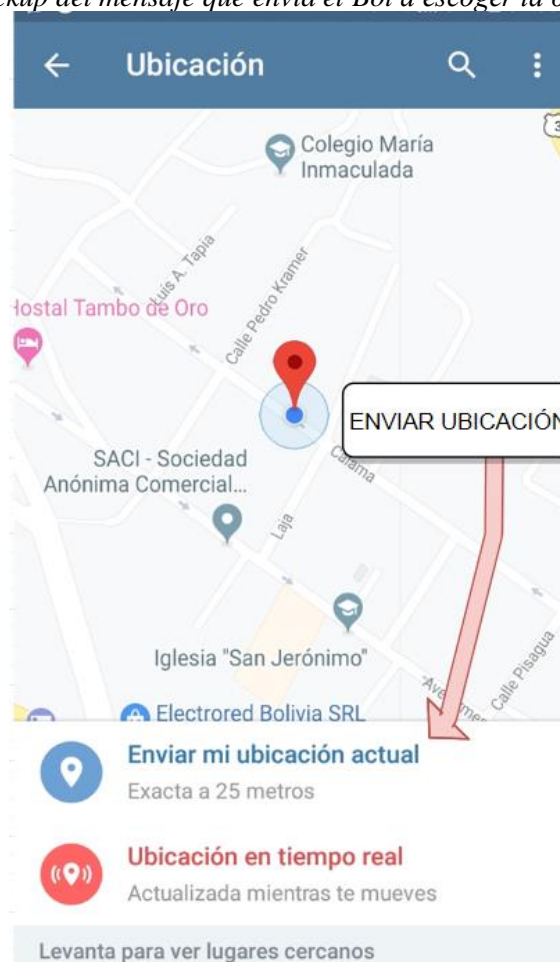 ckup del mensaje que envía el Bot a escoger la o
Ubicación
3
Colegio María
Inmaculada
Luis A. Tapia
Calle Pedro Kramer
Hostal Tambo de Oro
ENVIAR UBICACIÓN
SACI - Sociedad
Anónima Comercial...
Calama
Laja
Iglesia "San Jerónimo"
Calle Pisagua
Electrored Bolivia SRL
Enviar mi ubicación actual
Exacta a 25 metros
Ubicación en tiempo real
Actualizada mientras te mueves
Levanta para ver lugares cercanos